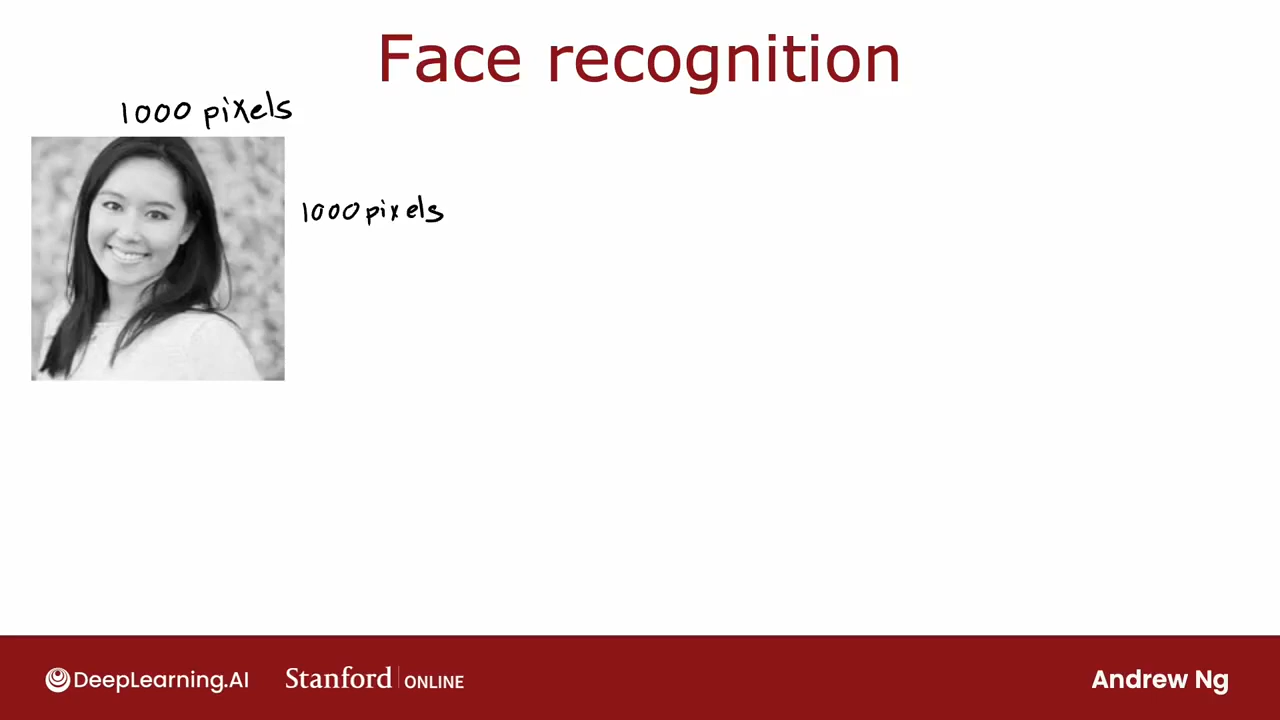 Face recognition
1000 pixels
1000 pixels
DeepLearning.AI
Stanford ONLINE
Andrew Ng